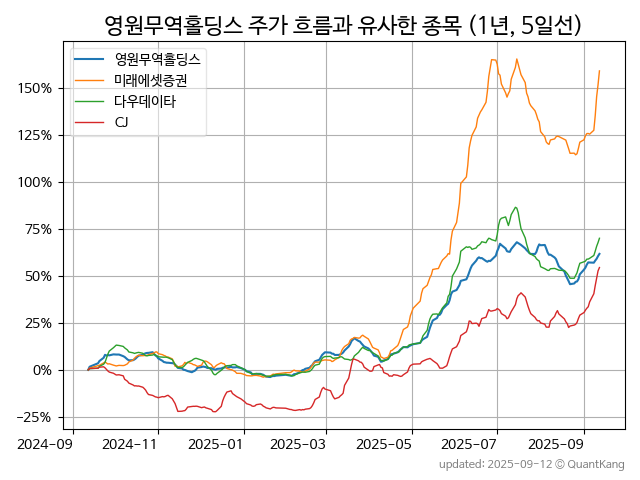 영원무역홀딩스 주가 흐름과 유사한 종목 (1년, 5일선)
영원무역홀딩스
미래에셋증권
다우데이타
CJ
150%
125%
100%
75%
50%
25%
0%
−25%
2024-09
2024-11
2025-01
2025-03
2025-05
2025-07
2025-09
updated: 2025-09-12 © QuantKang